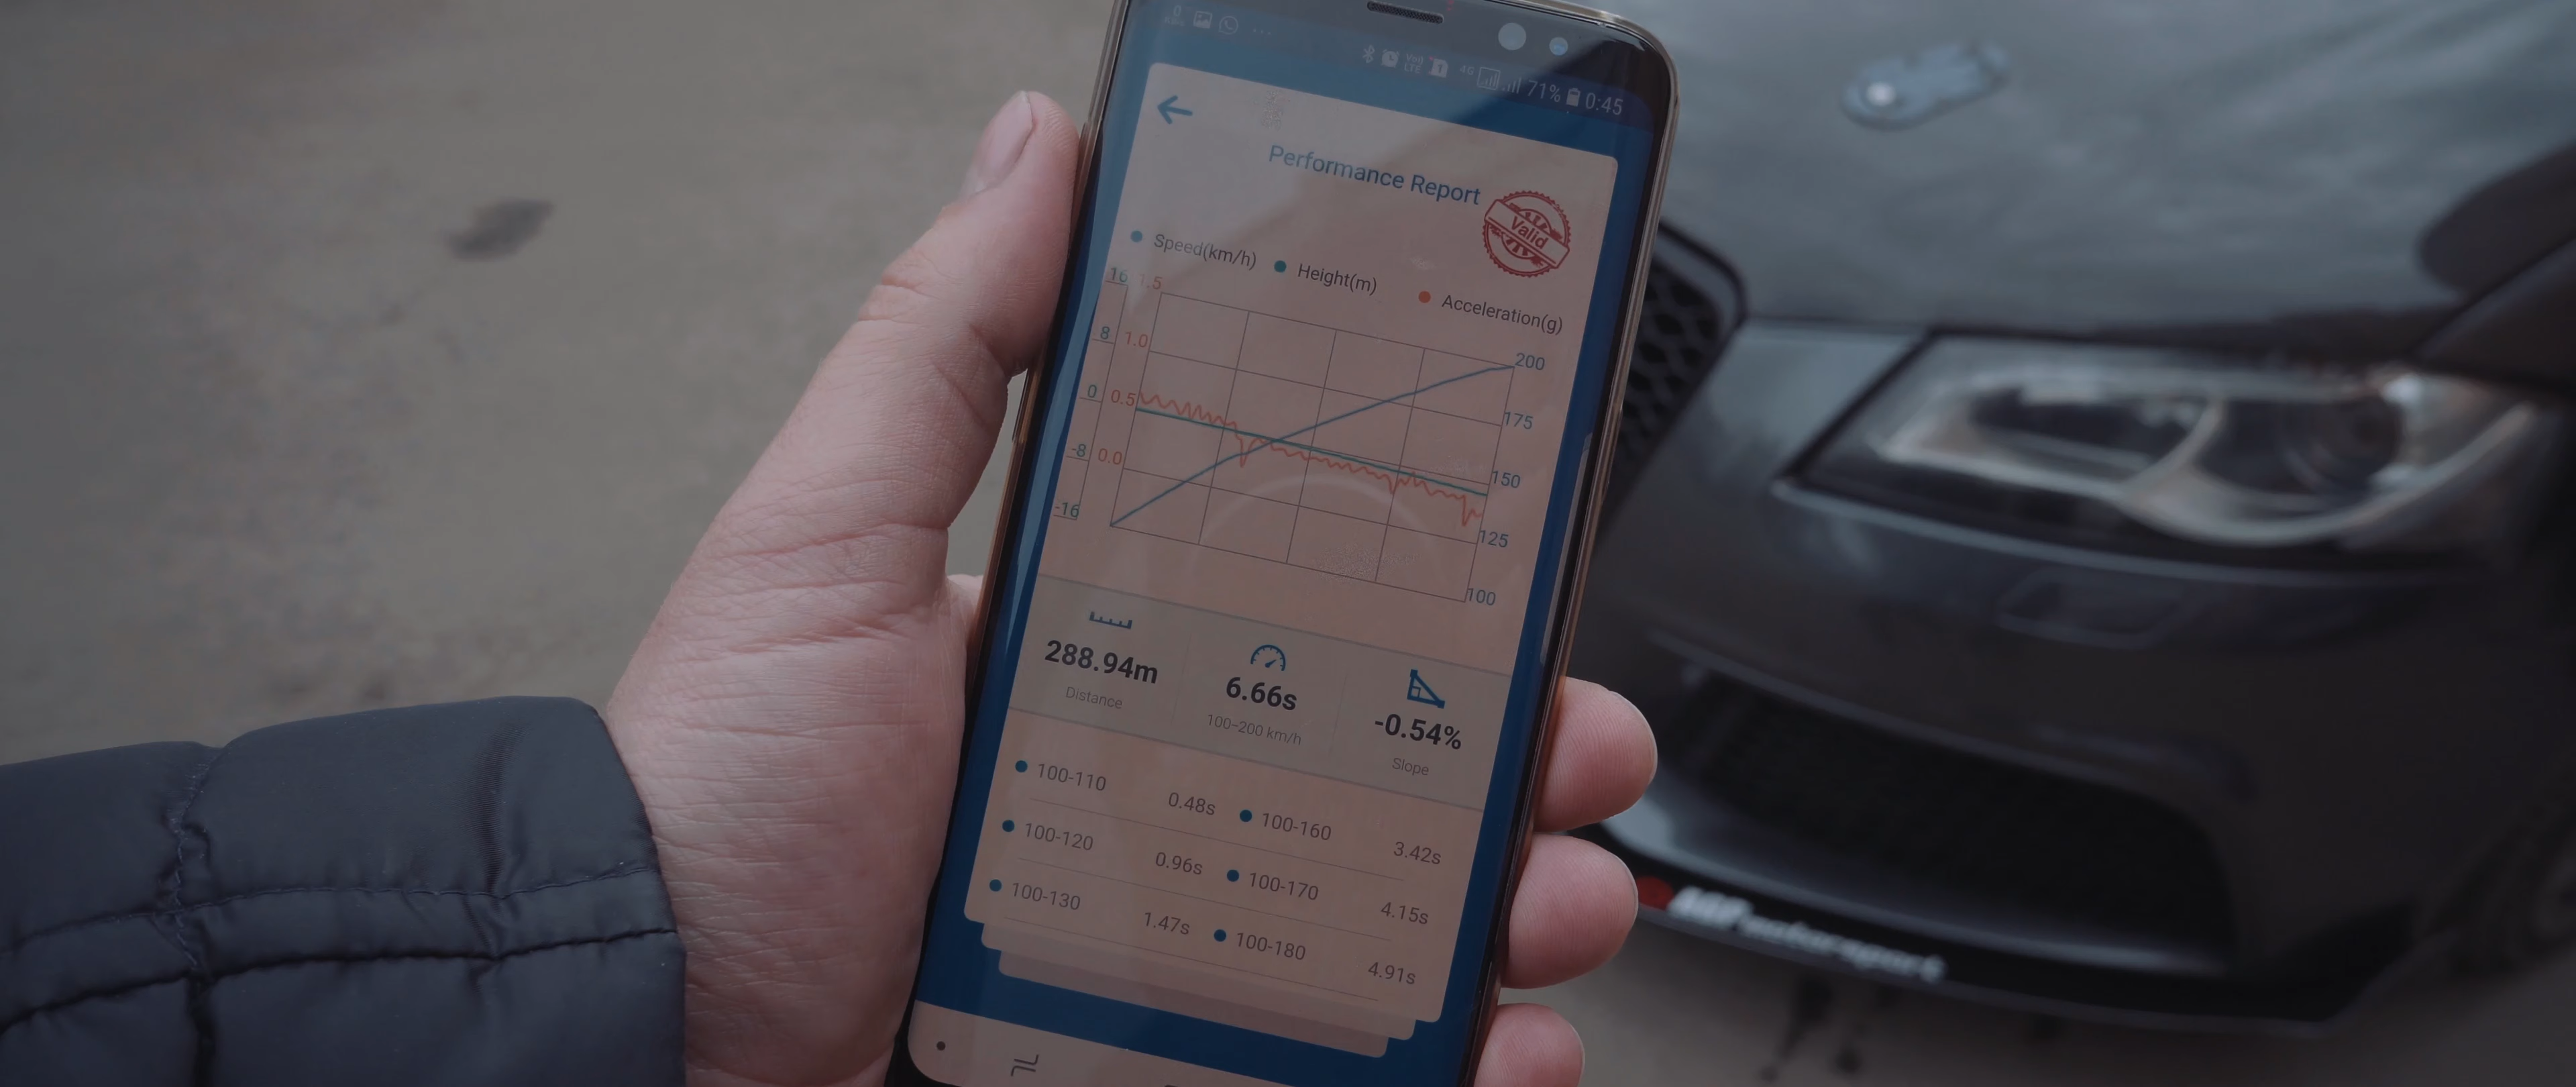 0
71% 0:45
4G
Performance Report
Valid
Speed(km/h) Height(m) Acceleration(g)
16 1.5
8 1.0
0 0.5
-8 0.0
-16
200
175
150
125
100
288.94m 6.66s -0.54%
Distance 100-200 km/h Slope
100-110 0.48s 100-160 3.42s
100-120 0.96s 100-170 4.15s
100-130 1.47s 100-180 4.91s
motorsport